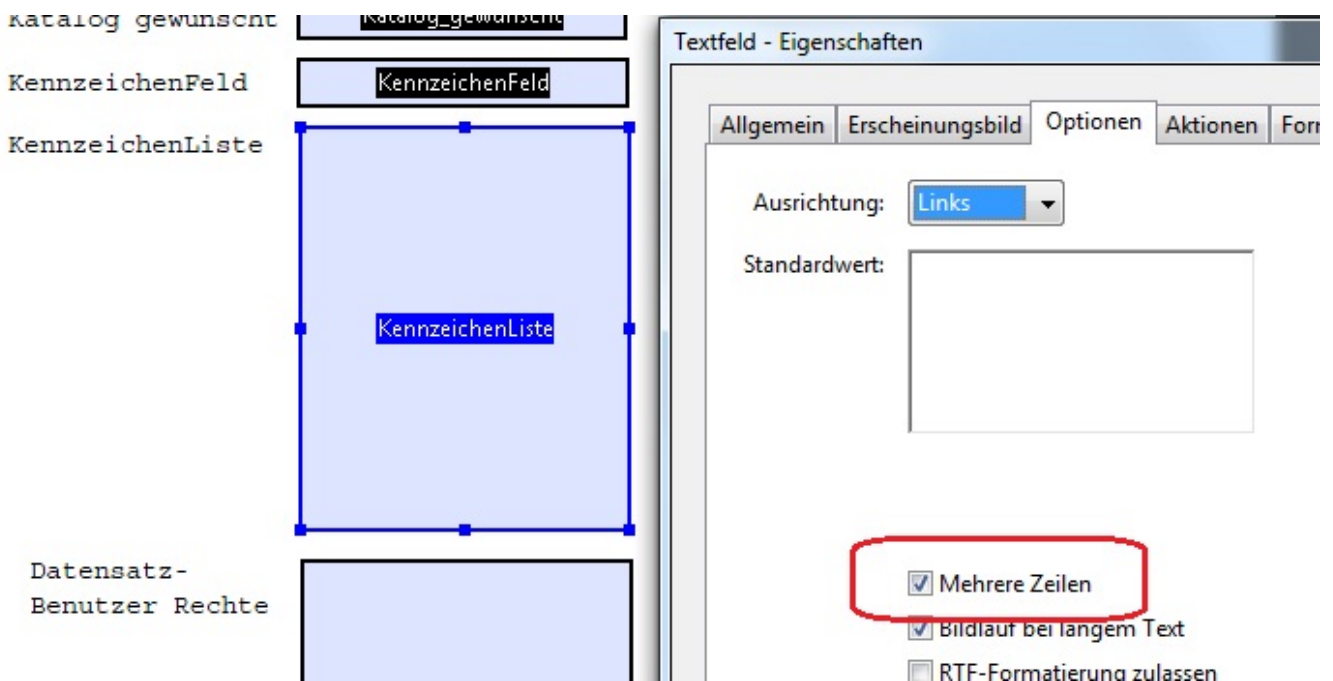 Katalog gewünscht
Katalog_gewünscht
KennzeichenFeld
KennzeichenFeld
KennzeichenListe
KennzeichenListe
Datensatz-
Benutzer Rechte
Textfeld - Eigenschaften
Allgemein Erscheinungsbild Optionen Aktionen Forr
Ausrichtung: Links
Standardwert:
Mehrere Zeilen
Bildlauf bei langem Text
RTF-Formatierung zulassen